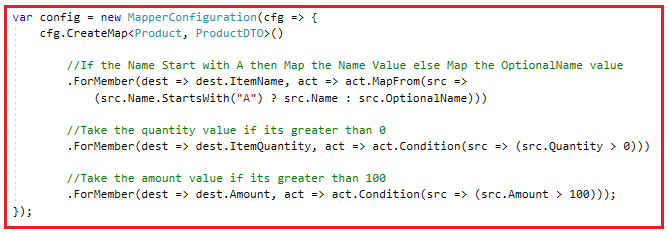 var config = new MapperConfiguration(cfg => {
    cfg.CreateMap<Product, ProductDTO>()
        //If the Name Start with A then Map the Name Value else Map the OptionalName value
        .ForMember(dest => dest.ItemName, act => act.MapFrom(src =>
            (src.Name.StartsWith("A") ? src.Name : src.OptionalName)))
        //Take the quantity value if its greater than 0
        .ForMember(dest => dest.ItemQuantity, act => act.Condition(src => (src.Quantity > 0)))
        //Take the amount value if its greater than 100
        .ForMember(dest => dest.Amount, act => act.Condition(src => (src.Amount > 100)));
});